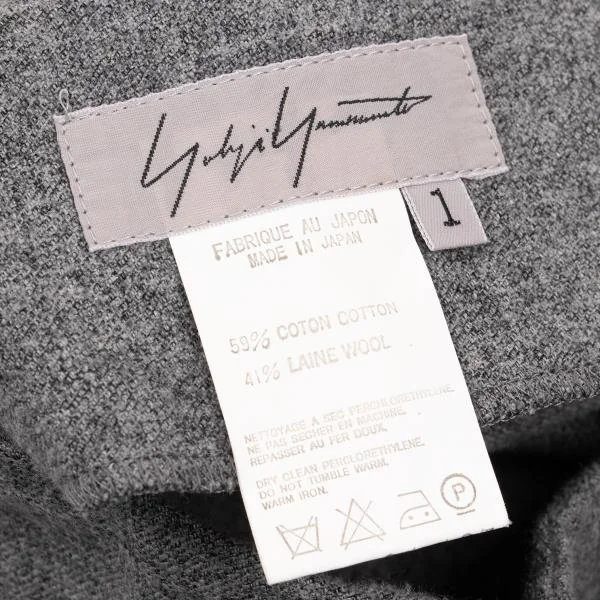 Yohji Yamamoto
1
FABRIQUE AU JAPON
MADE IN JAPAN
59% COTON COTTON
41% LAINE WOOL
NETTOYAGE A SEC PERCHLORETHYLENE.
NE PAS SECHER EN MACHINE.
REPASSER AU FER DOUX.
DRY CLEAN PERCLORETHYLENE.
DO NOT TUMBLE WARM.
WARM IRON.
P